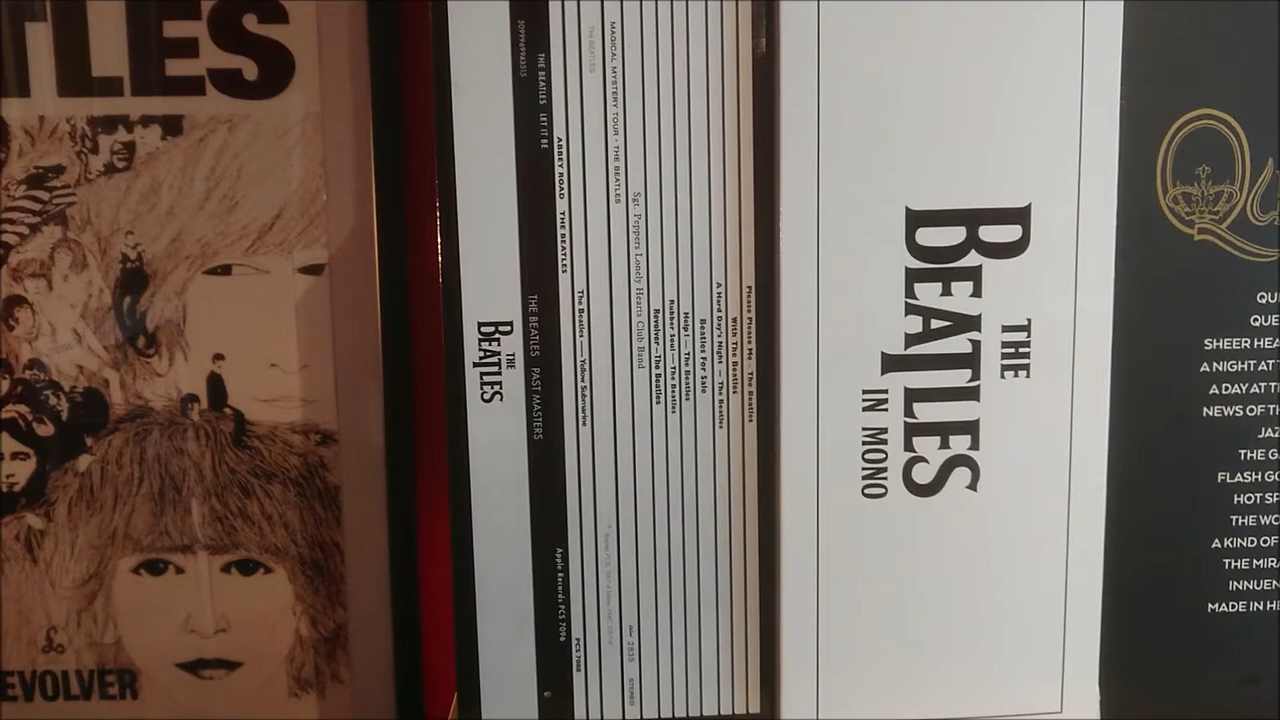 TLES
EVOLVER
THE
BEATLES
5099969943515
THE BEATLES LET IT BE
THE BEATLES PAST MASTERS
Apple Records PCS 7096
ABBEY ROAD THE BEATLES
PCS 7088
The Beatles — Yellow Submarine
The BEATLES
MAGICAL MYSTERY TOUR · THE BEATLES
Sgt. Peppers Lonely Hearts Club Band
2835
STEREO
Revolver — The Beatles
Rubber Soul — The Beatles
Help! — The Beatles
Beatles For Sale
A Hard Day's Night — The Beatles
With The Beatles
Please Please Me — The Beatles
THE
BEATLES
IN MONO
Qu
QU
QUE
SHEER HEA
A NIGHT AT
A DAY AT T
NEWS OF TH
JAZ
THE GA
FLASH GO
HOT SP
THE WO
A KIND OF
THE MIRA
INNUEN
MADE IN HE